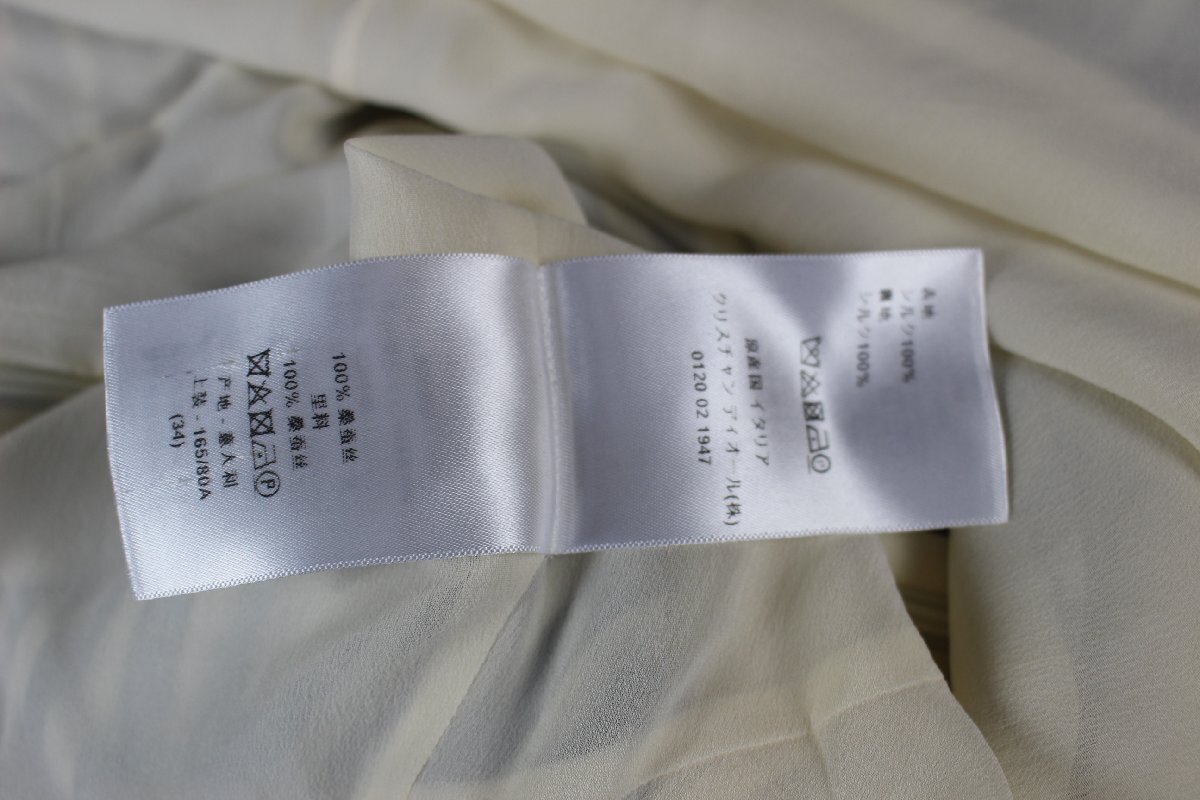 表地
シルク100%
裏地
シルク100%
原産国 イタリア
クリスチャン ディオール(株)
0120 02 1947
100% 桑蚕丝
里料
100% 桑蚕丝
P
产地 - 意大利
上装 - 165/80A
(34)